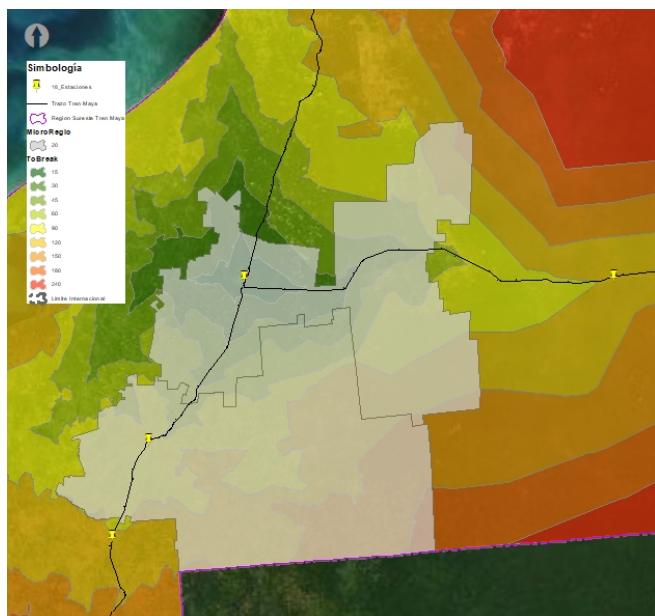 Simbología
18_Estaciones
Trazo Tren Maya
Region Sureste Tren Maya
MicroRegio
20
ToBreak
15
30
45
60
90
120
150
180
240
Limite Internacional